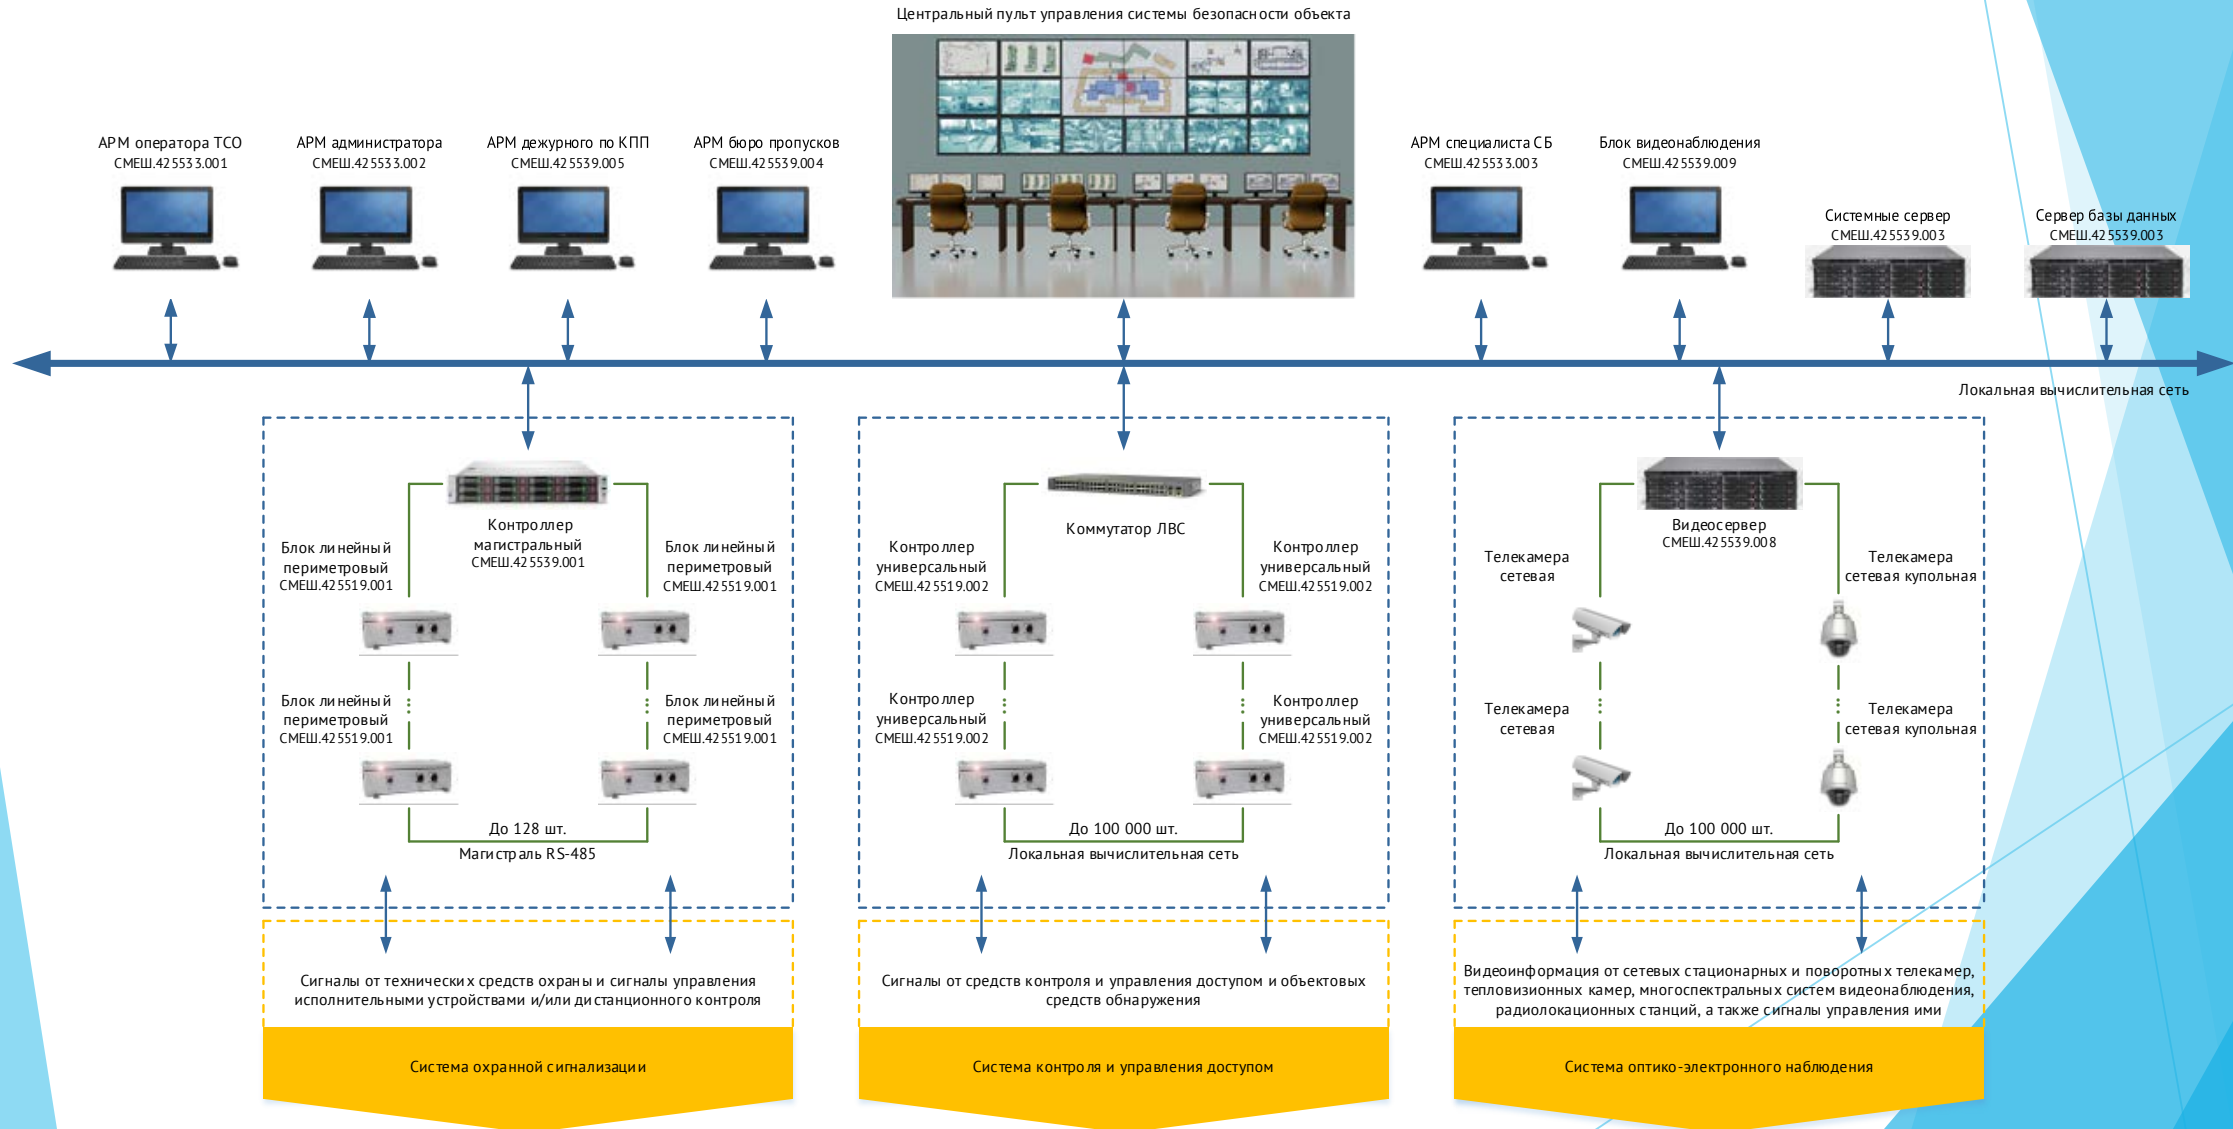 Центральный пульт управления системы безопасности объекта
АРМ оператора ТСО
СМЕШ.425533.001
АРМ администратора
СМЕШ.425533.002
АРМ дежурного по КПП
СМЕШ.425539.005
АРМ бюро пропусков
СМЕШ.425539.004
АРМ специалиста СБ
СМЕШ.425533.003
Блок видеонаблюдения
СМЕШ.425539.009
Системные сервер
СМЕШ.425539.003
Сервер базы данных
СМЕШ.425539.003
Локальная вычислительная сеть
Контроллер
магистральный
СМЕШ.425539.001
Блок линейный
периметровый
СМЕШ.425519.001
Блок линейный
периметровый
СМЕШ.425519.001
Блок линейный
периметровый
СМЕШ.425519.001
Блок линейный
периметровый
СМЕШ.425519.001
До 128 шт.
Магистраль RS-485
Сигналы от технических средств охраны и сигналы управления
исполнительными устройствами и/или дистанционного контроля
Система охранной сигнализации
Коммутатор ЛВС
Контроллер
универсальный
СМЕШ.425519.002
Контроллер
универсальный
СМЕШ.425519.002
Контроллер
универсальный
СМЕШ.425519.002
Контроллер
универсальный
СМЕШ.425519.002
До 100 000 шт.
Локальная вычислительная сеть
Сигналы от средств контроля и управления доступом и объектовых
средств обнаружения
Система контроля и управления доступом
Видеосервер
СМЕШ.425539.008
Телекамера
сетевая
Телекамера
сетевая купольная
Телекамера
сетевая
Телекамера
сетевая купольная
До 100 000 шт.
Локальная вычислительная сеть
Видеоинформация от сетевых стационарных и поворотных телекамер,
тепловизионных камер, многоспектральных систем видеонаблюдения,
радиолокационных станций, а также сигналы управления ими
Система оптико-электронного наблюдения